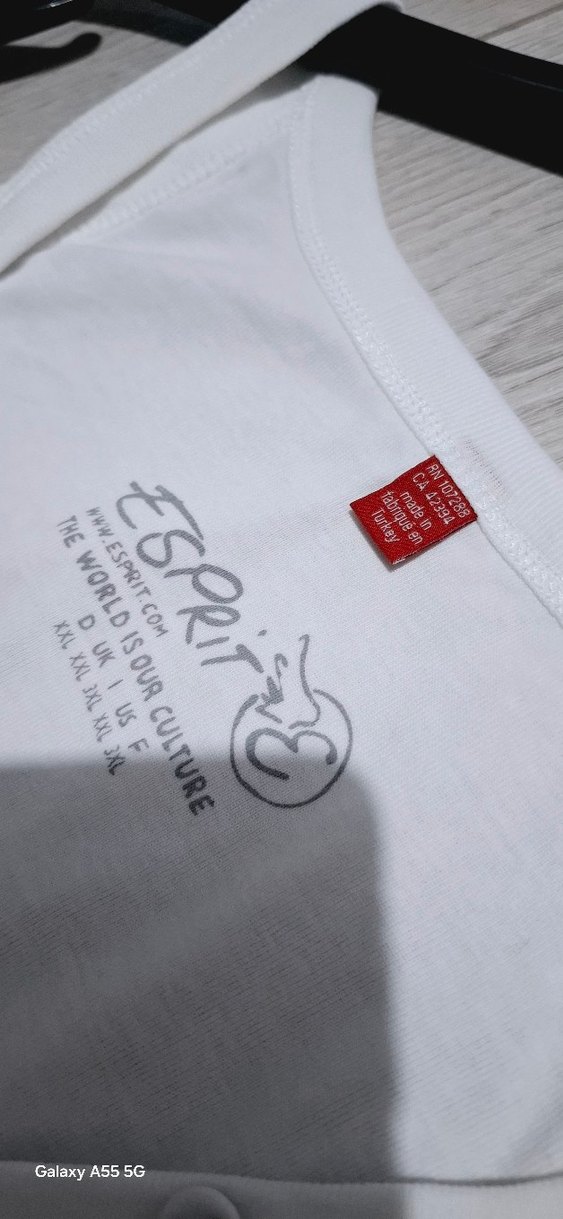 ESPRIT
WWW.ESPRIT.COM
THE WORLD IS OUR CULTURE
D UK I US F
XXL XXL 3XL XXL 3XL
RN 107288
CA 42394
made in
fabriqué en
Turkey
Galaxy A55 5G